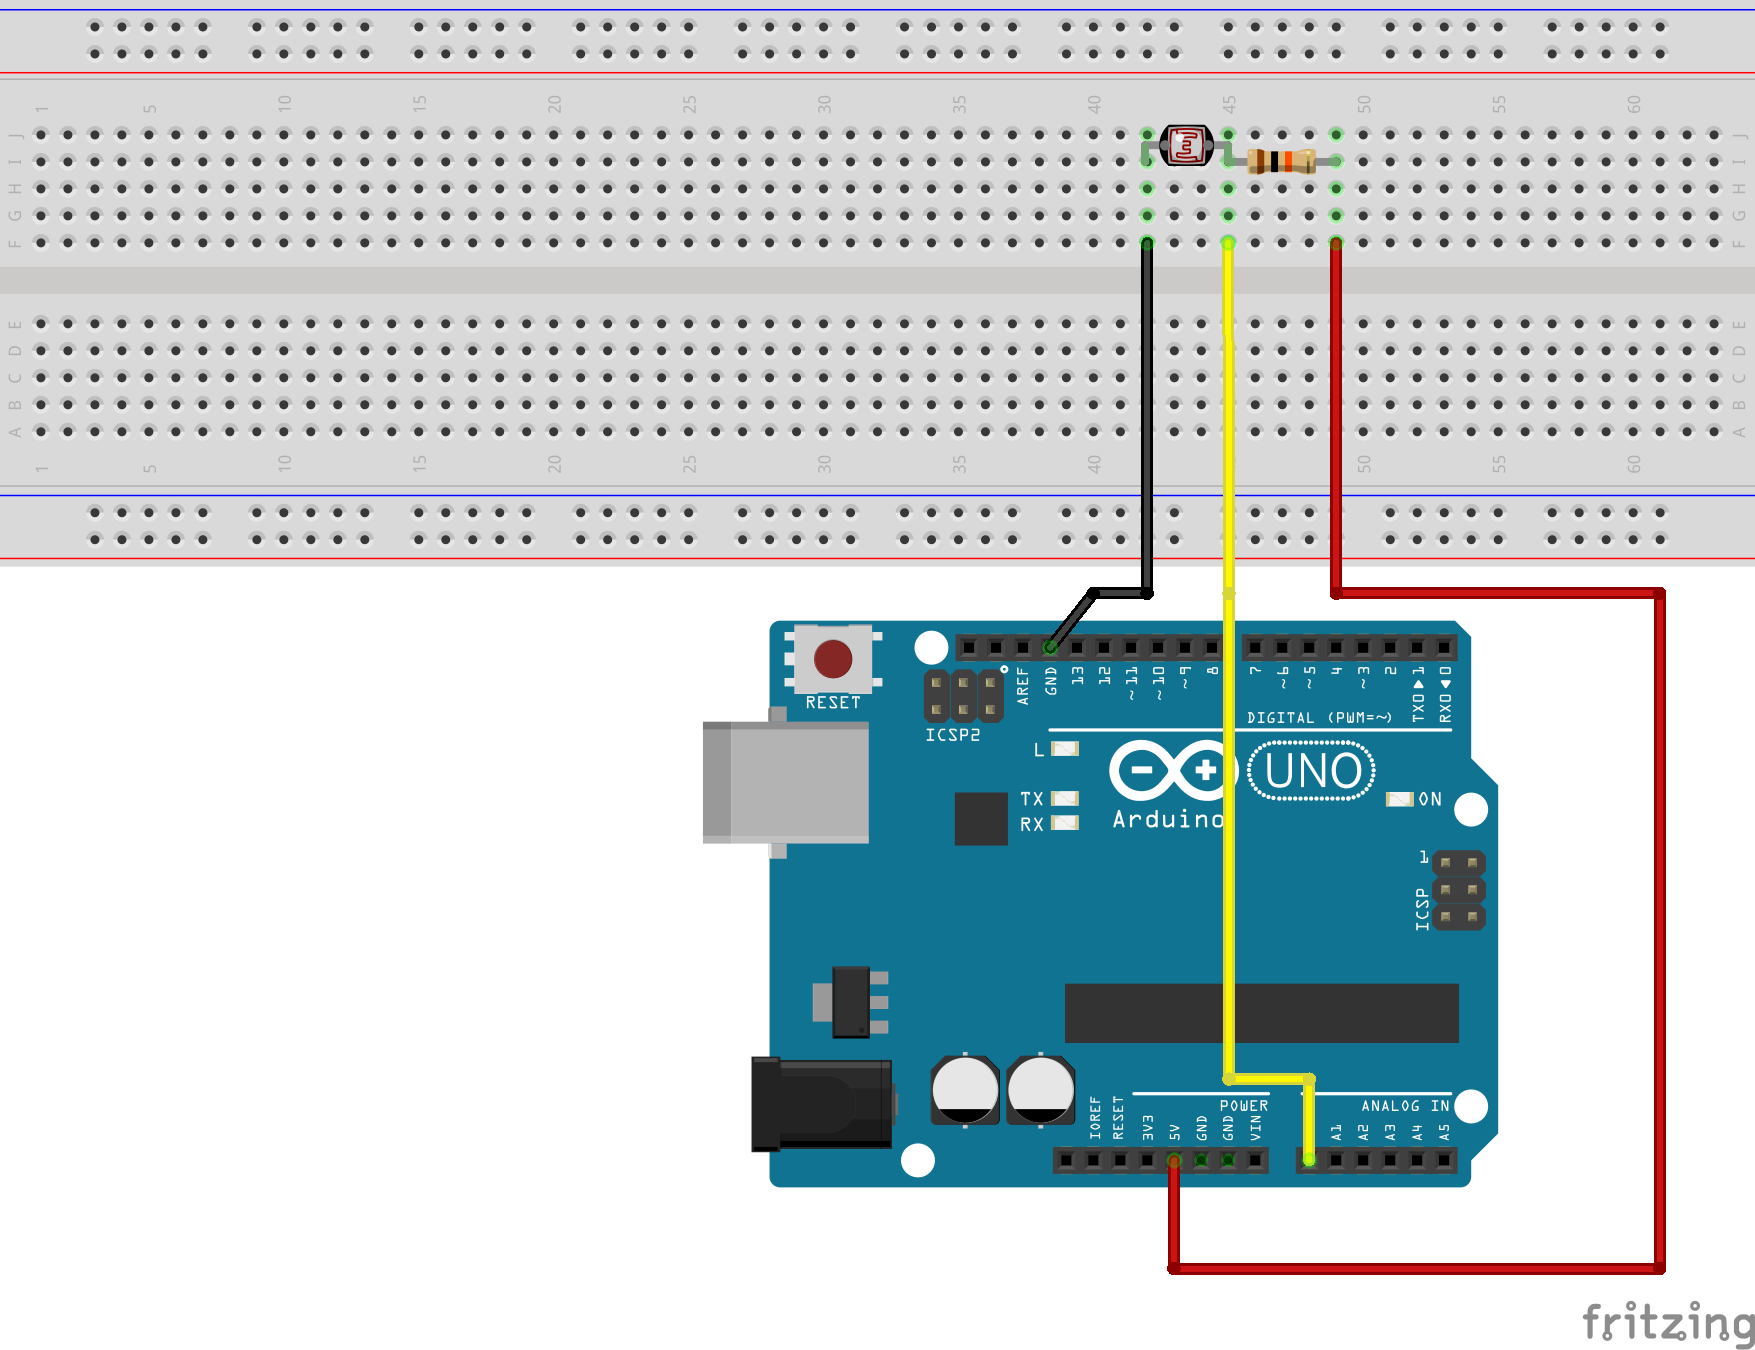 1 5 10 15 20 25 30 35 40 45 50 55 60
J J
I I
H H
G G
F F
E E
D D
C C
B B
A A
1 5 10 15 20 25 30 35 40 45 50 55 60
RESET
AREF GND 13 12 ~11 ~10 ~9 8 7 ~6 ~5 4 ~3 2 TX0▶1 RX0◀0
ICSP2
DIGITAL (PWM=~)
L
UNO
TX
ON
RX
Arduino
1
ICSP
POWER
ANALOG IN
IOREF RESET 3V3 5V GND GND VIN A1 A2 A3 A4 A5
fritzing